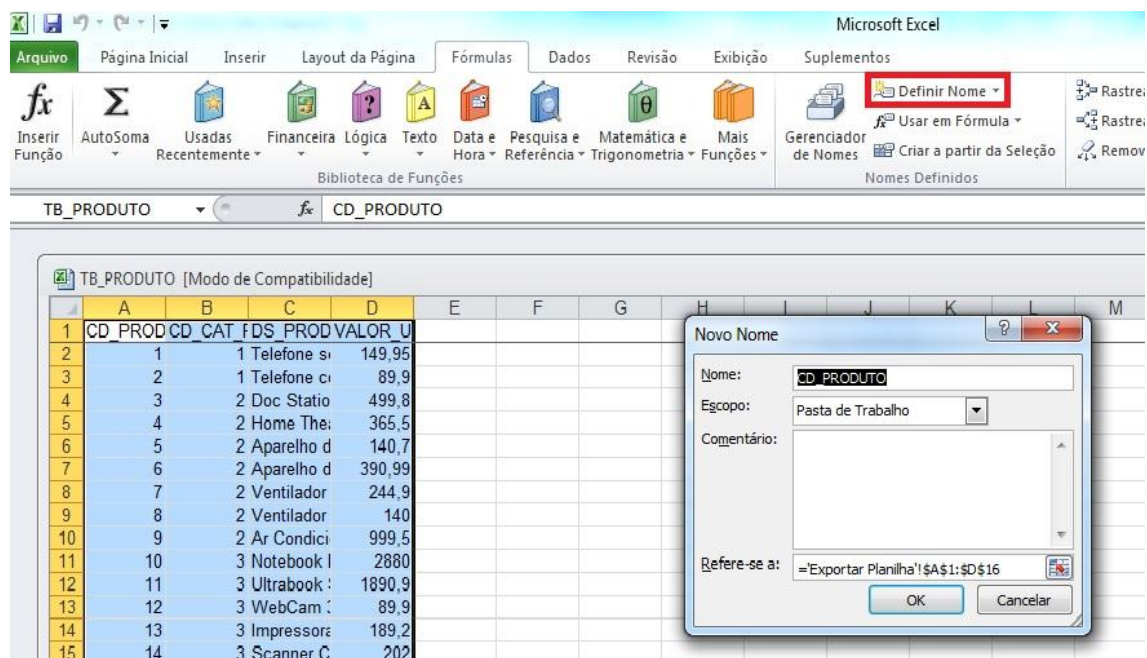 Microsoft Excel
Arquivo Página Inicial Inserir Layout da Página Fórmulas Dados Revisão Exibição Suplementos
fx Σ ? A θ Definir Nome
Usar em Fórmula
Inserir Função AutoSoma Usadas Recentemente Financeira Lógica Texto Data e Hora Pesquisa e Referência Matemática e Trigonometria Mais Funções Gerenciador de Nomes Criar a partir da Seleção
Biblioteca de Funções Nomes Definidos
TB_PRODUTO fx CD_PRODUTO
TB_PRODUTO [Modo de Compatibilidade]
A B C D E F G H I J K L M
1 CD_PROD CD_CAT_ DS_PROD VALOR_U
2 1 1 Telefone 149,95
3 2 1 Telefone 89,9
4 3 2 Doc Statio 499,8
5 4 2 Home 365,5
6 5 2 Aparelho d 140,7
7 6 2 Aparelho d 390,99
8 7 2 Ventilador 244,9
9 8 2 Ventilador 140
10 9 2 Ar Condici 999,5
11 10 3 Notebook 2880
12 11 3 Ultrabook 1890,9
13 12 3 WebCam 89,9
14 13 3 Impressora 189,2
15 14 3 Scanner C 202
Novo Nome
Nome: CD_PRODUTO
Escopo: Pasta de Trabalho
Comentário:
Refere-se a: ='Exportar Planilha'!$A$1:$D$16
OK Cancelar